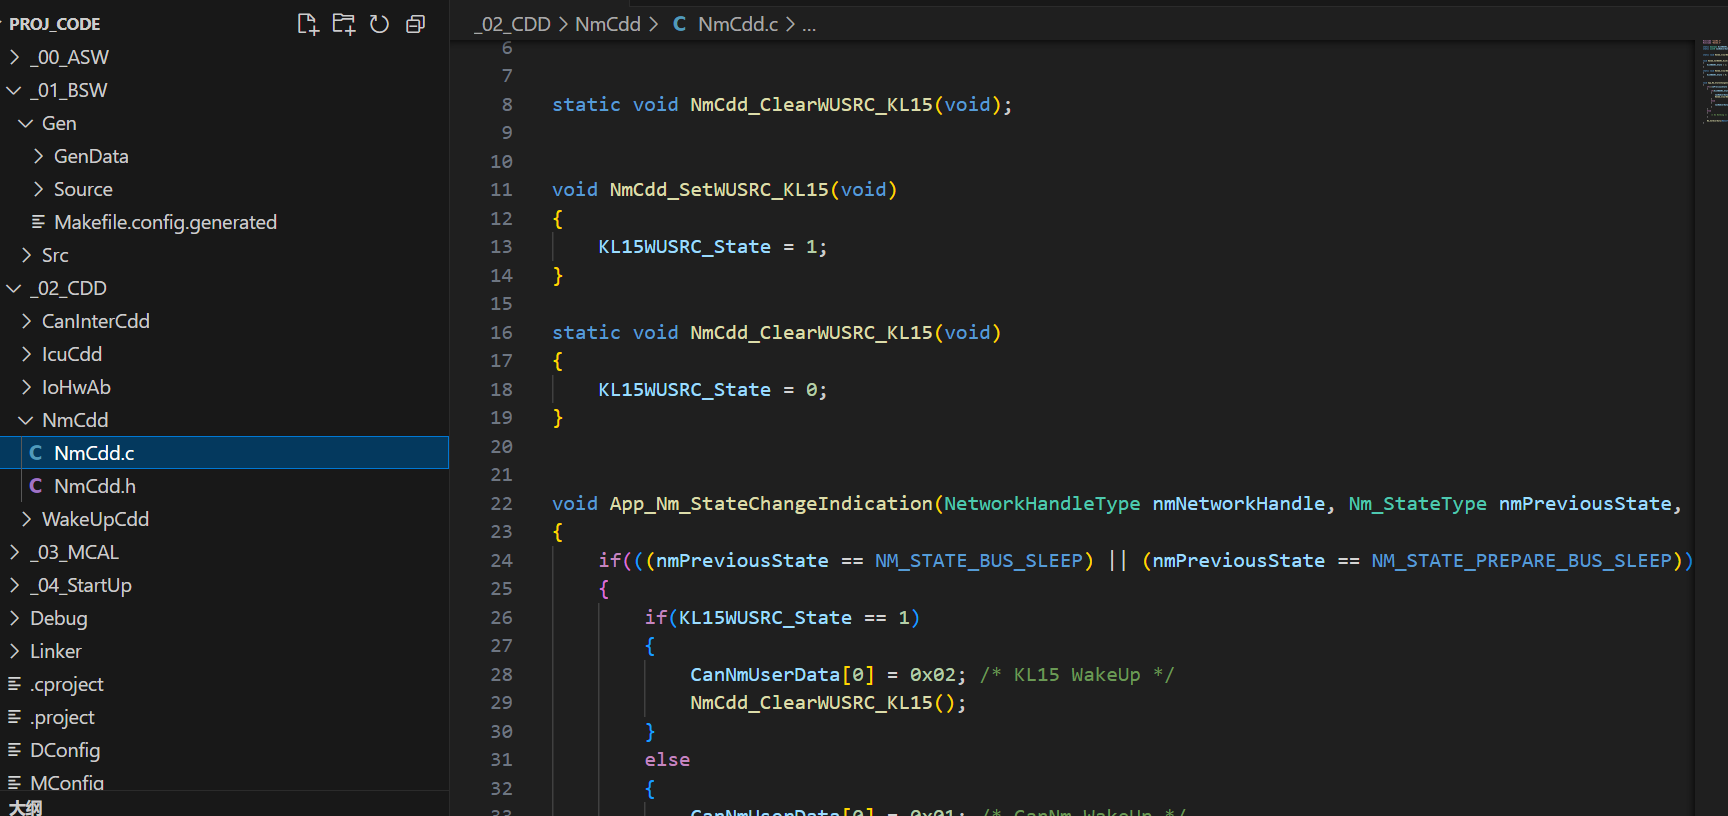 PROJ_CODE
_00_ASW
_01_BSW
Gen
GenData
Source
Makefile.config.generated
Src
_02_CDD
CanInterCdd
IcuCdd
IoHwAb
NmCdd
C NmCdd.c
C NmCdd.h
WakeUpCdd
_03_MCAL
_04_StartUp
Debug
Linker
.cproject
.project
DConfig
MConfig
大纲
_02_CDD > NmCdd > C NmCdd.c > ...
6
7
8 static void NmCdd_ClearWUSRC_KL15(void);
9
10
11 void NmCdd_SetWUSRC_KL15(void)
12 {
13 KL15WUSRC_State = 1;
14 }
15
16 static void NmCdd_ClearWUSRC_KL15(void)
17 {
18 KL15WUSRC_State = 0;
19 }
20
21
22 void App_Nm_StateChangeIndication(NetworkHandleType nmNetworkHandle, Nm_StateType nmPreviousState,
23 {
24 if(((nmPreviousState == NM_STATE_BUS_SLEEP) || (nmPreviousState == NM_STATE_PREPARE_BUS_SLEEP))
25 {
26 if(KL15WUSRC_State == 1)
27 {
28 CanNmUserData[0] = 0x02; /* KL15 WakeUp */
29 NmCdd_ClearWUSRC_KL15();
30 }
31 else
32 {
33 CanNmUserData[0] = 0x01; /* CanNm WakeUp */